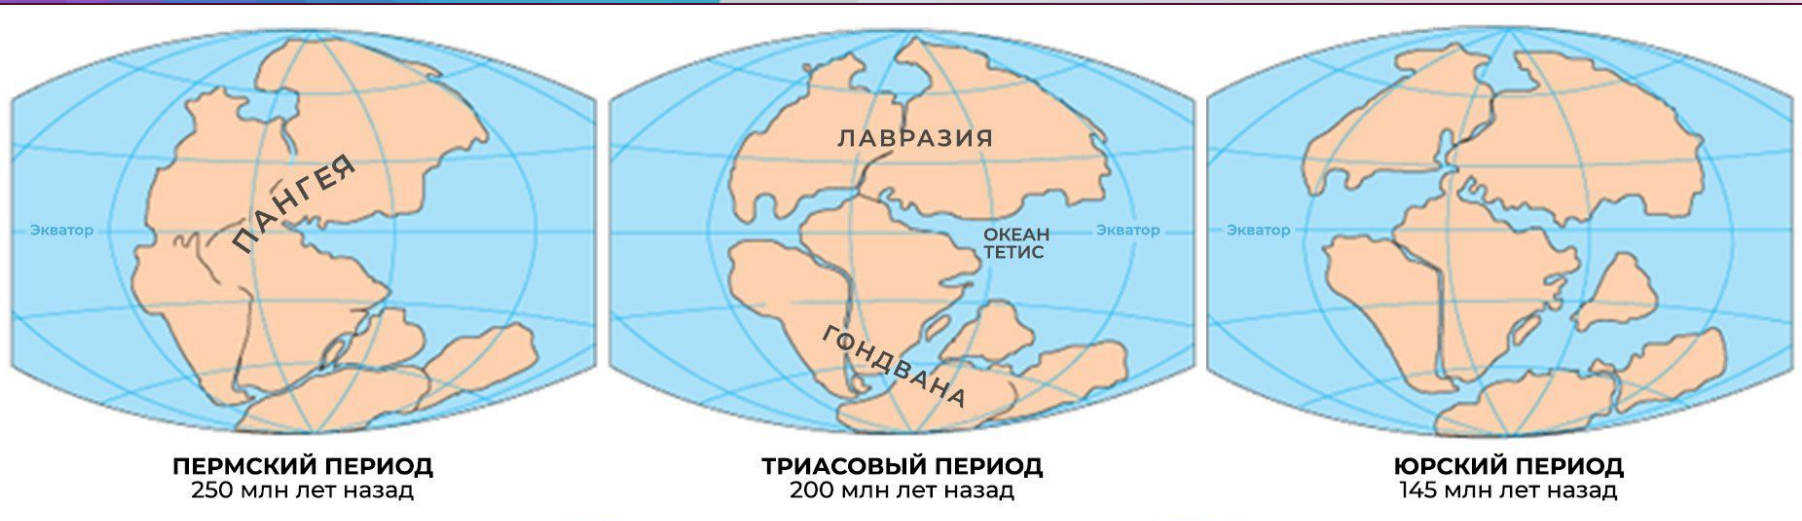 ПАНГЕЯ
Экватор
ПЕРМСКИЙ ПЕРИОД
250 млн лет назад
ЛАВРАЗИЯ
ОКЕАН
ТЕТИС
Экватор
ГОНДВАНА
ТРИАСОВЫЙ ПЕРИОД
200 млн лет назад
Экватор
ЮРСКИЙ ПЕРИОД
145 млн лет назад